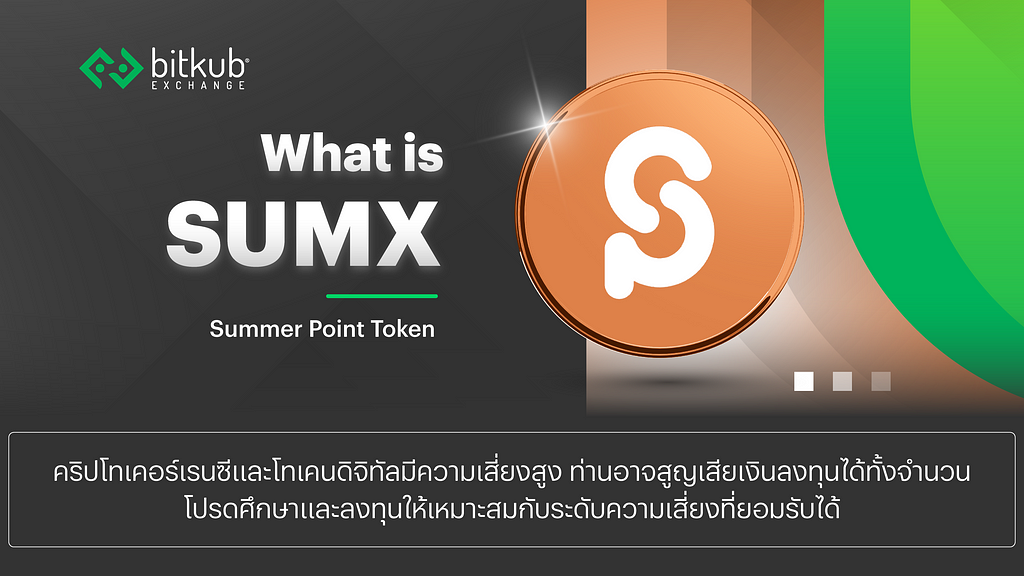 bitkub®
EXCHANGE
What is
SUMX
Summer Point Token
คริปโทเคอร์เรนซีและโทเคนดิจิทัลมีความเสี่ยงสูง ท่านอาจสูญเสียเงินลงทุนได้ทั้งจำนวน
โปรดศึกษาและลงทุนให้เหมาะสมกับระดับความเสี่ยงที่ยอมรับได้